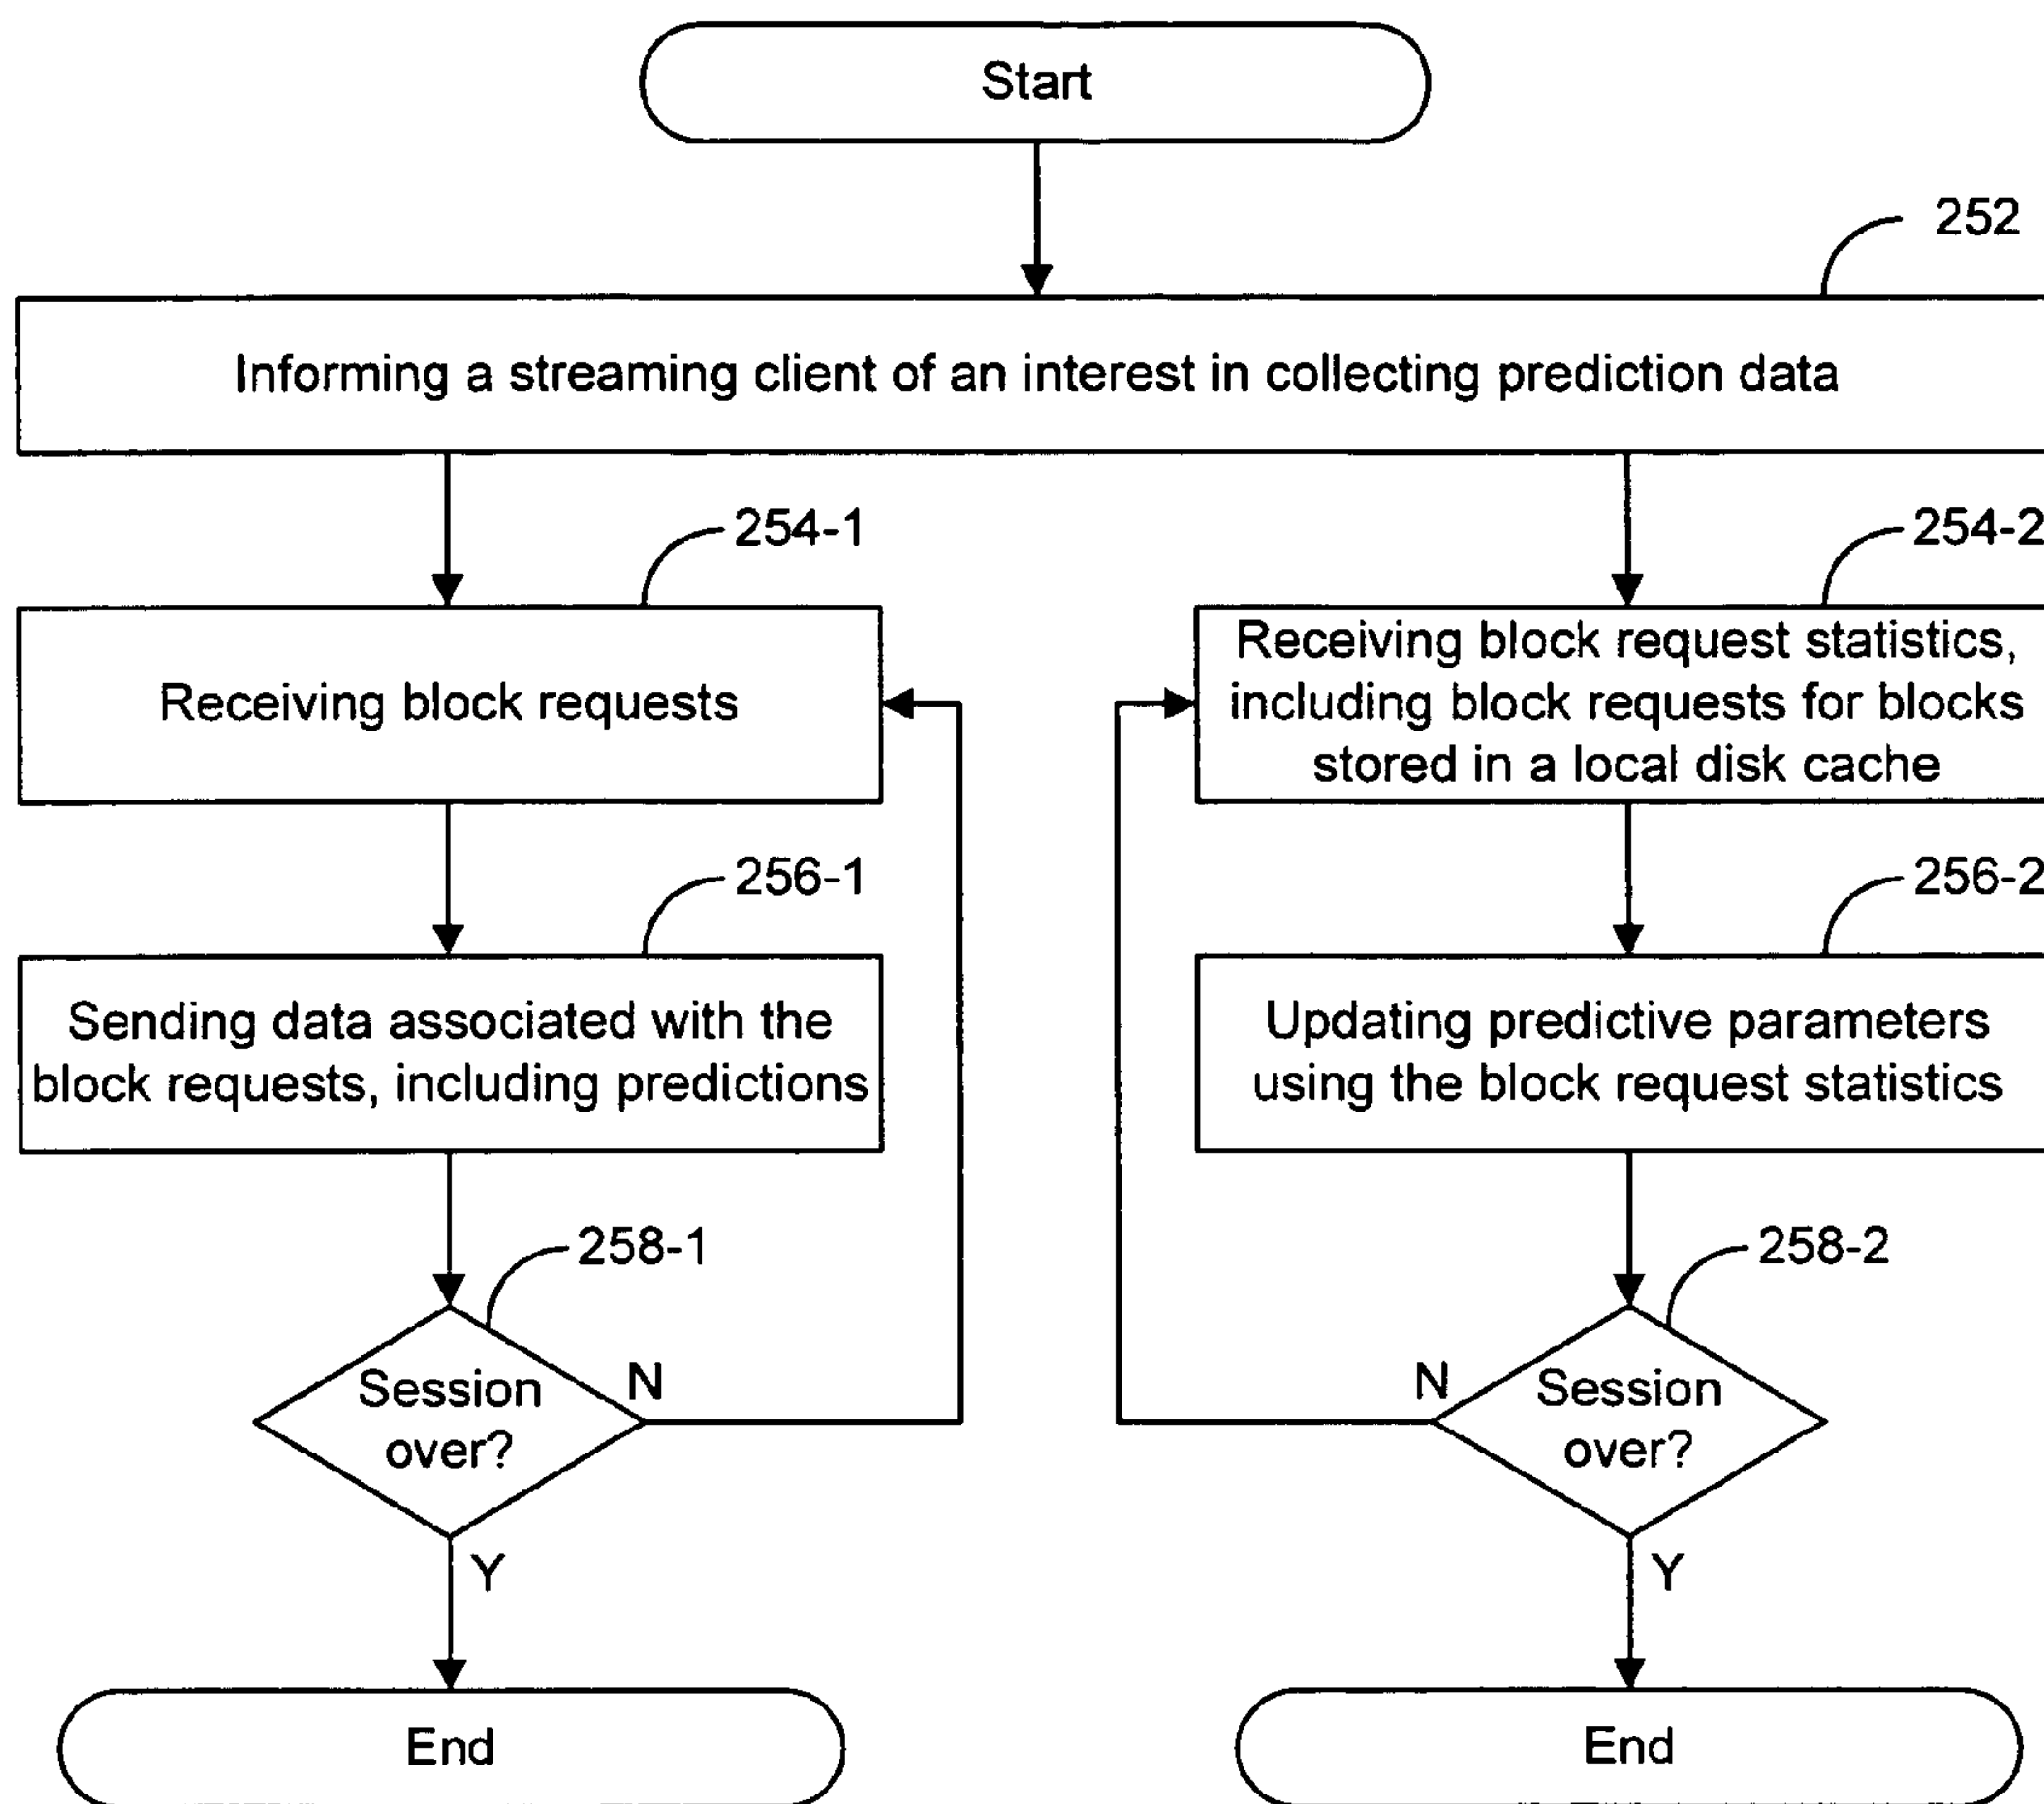 Start
252
Informing a streaming client of an interest in collecting prediction data
254-1
Receiving block requests
256-1
Sending data associated with the
block requests, including predictions
258-1
Session
over?
N
Y
End
254-2
Receiving block request statistics,
including block requests for blocks
stored in a local disk cache
256-2
Updating predictive parameters
using the block request statistics
258-2
Session
over?
N
Y
End